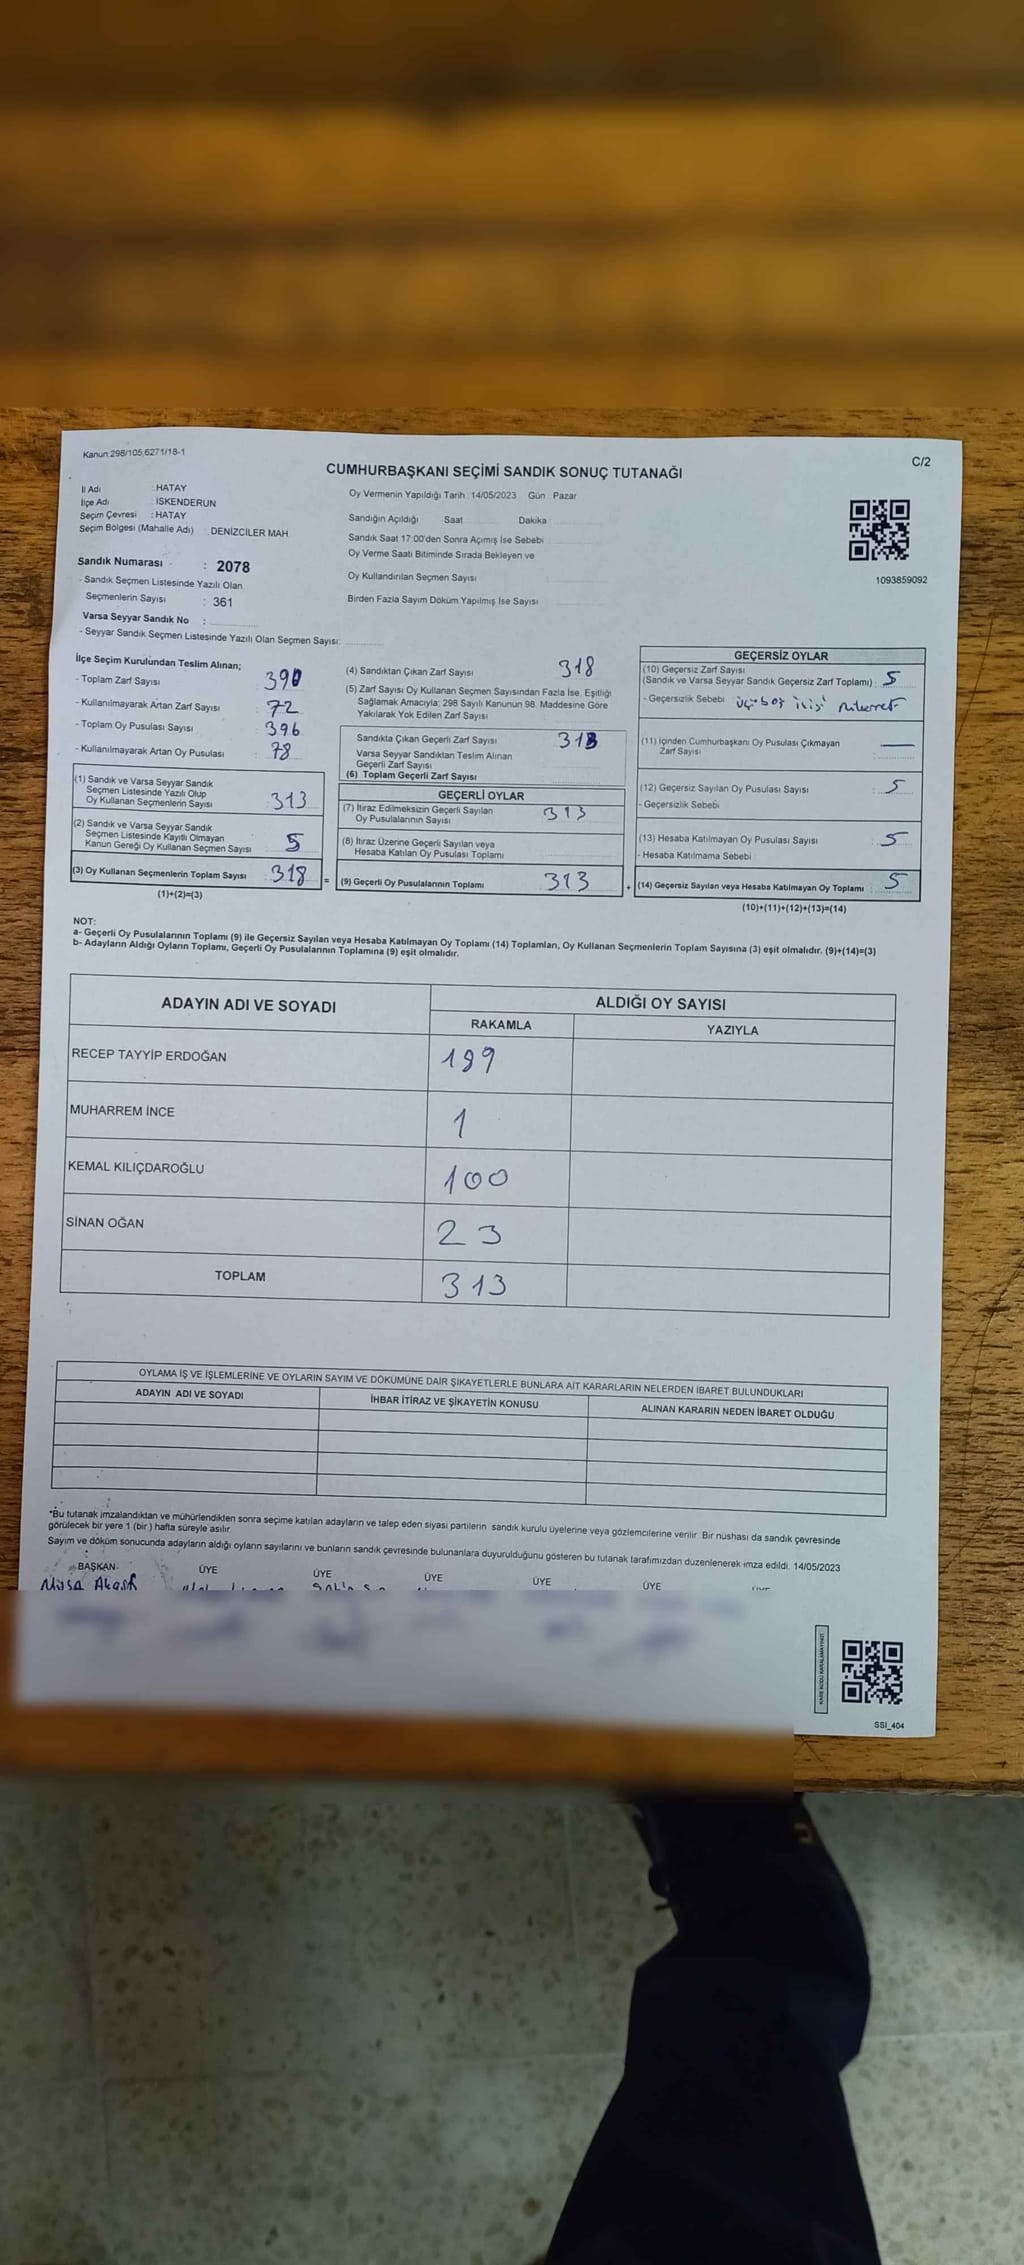 Kanun:298/105,6271/18-1
C/2
CUMHURBAŞKANI SEÇİMİ SANDIK SONUÇ TUTANAĞI
İl Adı : HATAY
İlçe Adı : İSKENDERUN
Seçim Çevresi : HATAY
Seçim Bölgesi (Mahalle Adı) : DENİZCİLER MAH
Sandık Numarası : 2078
- Sandık Seçmen Listesinde Yazılı Olan
Seçmenlerin Sayısı : 361
Varsa Seyyar Sandık No :
- Seyyar Sandık Seçmen Listesinde Yazılı Olan Seçmen Sayısı:
Oy Vermenin Yapıldığı Tarih : 14/05/2023 Gün : Pazar
Sandığın Açıldığı Saat Dakika
Sandık Saat 17:00'den Sonra Açımış İse Sebebi
Oy Verme Saati Bitiminde Sırada Bekleyen ve
Oy Kullandırılan Seçmen Sayısı
Birden Fazla Sayım Döküm Yapılmış İse Sayısı
1093859092
İlçe Seçim Kurulundan Teslim Alınan;
- Toplam Zarf Sayısı 390
- Kullanılmayarak Artan Zarf Sayısı 72
- Toplam Oy Pusulası Sayısı 396
- Kullanılmayarak Artan Oy Pusulası 78
(1) Sandık ve Varsa Seyyar Sandık
Seçmen Listesinde Yazılı Olup
Oy Kullanan Seçmenlerin Sayısı : 313
(2) Sandık ve Varsa Seyyar Sandık
Seçmen Listesinde Kayıtlı Olmayan
Kanun Gereği Oy Kullanan Seçmen Sayısı : 5
(3) Oy Kullanan Seçmenlerin Toplam Sayısı : 318
(1)+(2)=(3)
(4) Sandıktan Çıkan Zarf Sayısı 318
(5) Zarf Sayısı Oy Kullanan Seçmen Sayısından Fazla İse, Eşitliği
Sağlamak Amacıyla; 298 Sayılı Kanunun 98. Maddesine Göre
Yakılarak Yok Edilen Zarf Sayısı
Sandıkta Çıkan Geçerli Zarf Sayısı 313
Varsa Seyyar Sandıktan Teslim Alınan
Geçerli Zarf Sayısı
(6) Toplam Geçerli Zarf Sayısı
GEÇERLİ OYLAR
(7) İtiraz Edilmeksizin Geçerli Sayılan
Oy Pusulalarının Sayısı : 313
(8) İtiraz Üzerine Geçerli Sayılan veya
Hesaba Katılan Oy Pusulası Toplamı
= (9) Geçerli Oy Pusulalarının Toplamı 313 +
GEÇERSİZ OYLAR
(10) Geçersiz Zarf Sayısı
(Sandık ve Varsa Seyyar Sandık Geçersiz Zarf Toplamı) : 5
- Geçersizlik Sebebi üçü boş ikisi mükerrer
(11) İçinden Cumhurbaşkanı Oy Pusulası Çıkmayan
Zarf Sayısı : —
(12) Geçersiz Sayılan Oy Pusulası Sayısı : 5
- Geçersizlik Sebebi
(13) Hesaba Katılmayan Oy Pusulası Sayısı : 5
- Hesaba Katılmama Sebebi
(14) Geçersiz Sayılan veya Hesaba Katılmayan Oy Toplamı : 5
(10)+(11)+(12)+(13)=(14)
NOT:
a- Geçerli Oy Pusulalarının Toplamı (9) ile Geçersiz Sayılan veya Hesaba Katılmayan Oy Toplamı (14) Toplamları, Oy Kullanan Seçmenlerin Toplam Sayısına (3) eşit olmalıdır. (9)+(14)=(3)
b- Adayların Aldığı Oyların Toplamı, Geçerli Oy Pusulalarının Toplamına (9) eşit olmalıdır.
ADAYIN ADI VE SOYADI ALDIĞI OY SAYISI
RAKAMLA YAZIYLA
RECEP TAYYİP ERDOĞAN 189
MUHARREM İNCE 1
KEMAL KILIÇDAROĞLU 100
SİNAN OĞAN 23
TOPLAM 313
OYLAMA İŞ VE İŞLEMLERİNE VE OYLARIN SAYIM VE DÖKÜMÜNE DAİR ŞİKAYETLERLE BUNLARA AİT KARARLARIN NELERDEN İBARET BULUNDUKLARI
ADAYIN ADI VE SOYADI İHBAR İTİRAZ VE ŞİKAYETİN KONUSU ALINAN KARARIN NEDEN İBARET OLDUĞU
*Bu tutanak imzalandıktan ve mühürlendikten sonra seçime katılan adayların ve talep eden siyasi partilerin sandık kurulu üyelerine veya gözlemcilerine verilir. Bir nüshası da sandık çevresinde
görülecek bir yere 1 (bir) hafta süreyle asılır.
Sayım ve döküm sonucunda adayların aldığı oyların sayılarını ve bunların sandık çevresinde bulunanlara duyurulduğunu gösteren bu tutanak tarafımızdan düzenlenerek imza edildi. 14/05/2023
BAŞKAN ÜYE ÜYE ÜYE ÜYE ÜYE ÜYE
Musa
KARE KODU KARALAMAYINIZ!
SSI_404